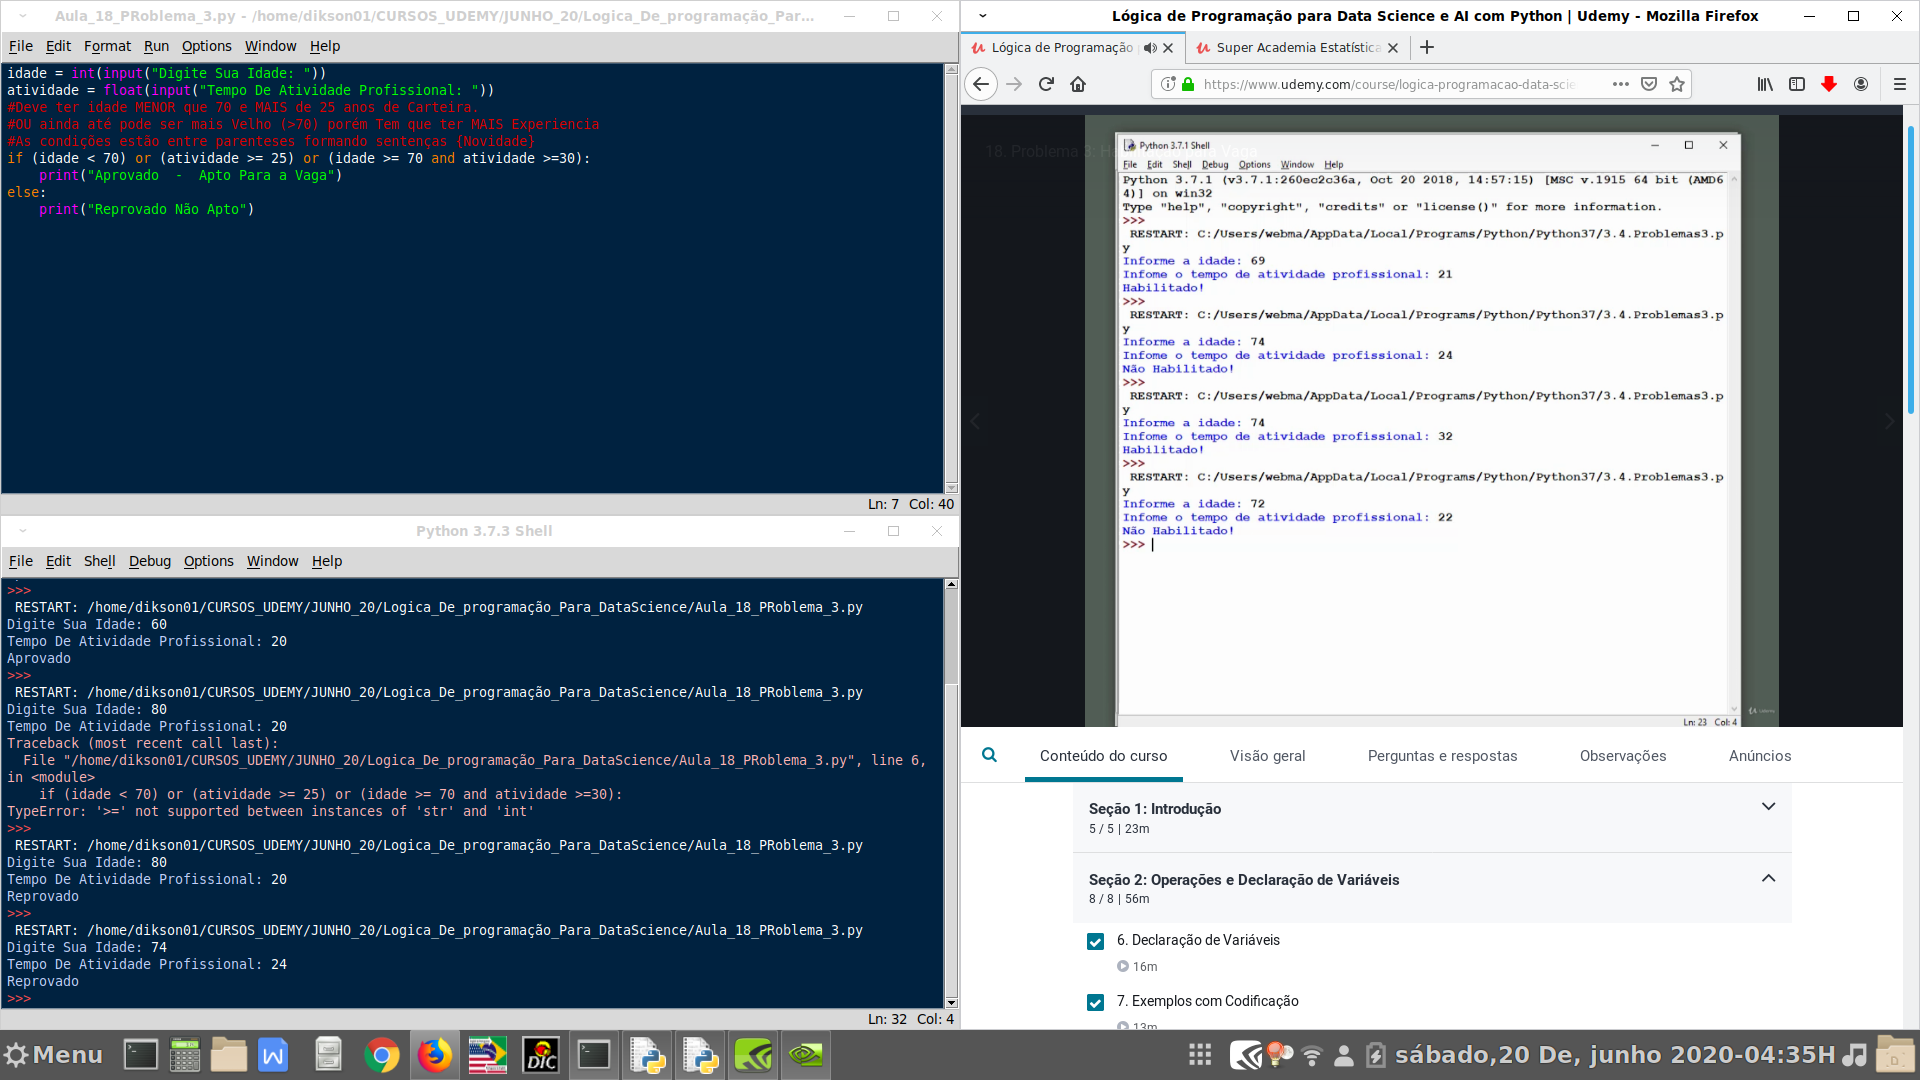 Aula_18_PRoblema_3.py - /home/dikson01/CURSOS_UDEMY/JUNHO_20/Logica_De_programação_Par...
File Edit Format Run Options Window Help
idade = int(input("Digite Sua Idade: "))
atividade = float(input("Tempo De Atividade Profissional: "))
#Deve ter idade MENOR que 70 e MAIS de 25 anos de Carteira.
#OU ainda até pode ser mais Velho (>70) porém Tem que ter MAIS Experiencia
#As condições estão entre parenteses formando sentenças {Novidade}
if (idade < 70) or (atividade >= 25) or (idade >= 70 and atividade >=30):
    print("Aprovado  -  Apto Para a Vaga")
else:
    print("Reprovado Não Apto")
Ln: 7 Col: 40
Python 3.7.3 Shell
File Edit Shell Debug Options Window Help
>>>
 RESTART: /home/dikson01/CURSOS_UDEMY/JUNHO_20/Logica_De_programação_Para_DataScience/Aula_18_PRoblema_3.py
Digite Sua Idade: 60
Tempo De Atividade Profissional: 20
Aprovado
>>>
 RESTART: /home/dikson01/CURSOS_UDEMY/JUNHO_20/Logica_De_programação_Para_DataScience/Aula_18_PRoblema_3.py
Digite Sua Idade: 80
Tempo De Atividade Profissional: 20
Traceback (most recent call last):
  File "/home/dikson01/CURSOS_UDEMY/JUNHO_20/Logica_De_programação_Para_DataScience/Aula_18_PRoblema_3.py", line 6,
in <module>
    if (idade < 70) or (atividade >= 25) or (idade >= 70 and atividade >=30):
TypeError: '>=' not supported between instances of 'str' and 'int'
>>>
 RESTART: /home/dikson01/CURSOS_UDEMY/JUNHO_20/Logica_De_programação_Para_DataScience/Aula_18_PRoblema_3.py
Digite Sua Idade: 80
Tempo De Atividade Profissional: 20
Reprovado
>>>
 RESTART: /home/dikson01/CURSOS_UDEMY/JUNHO_20/Logica_De_programação_Para_DataScience/Aula_18_PRoblema_3.py
Digite Sua Idade: 74
Tempo De Atividade Profissional: 24
Reprovado
>>>
Ln: 32 Col: 4
Lógica de Programação para Data Science e AI com Python | Udemy - Mozilla Firefox
Lógica de Programação
Super Academia Estatística
https://www.udemy.com/course/logica-programacao-data-scie
18. Problema 3:
Python 3.7.1 Shell
File Edit Shell Debug Options Window Help
Python 3.7.1 (v3.7.1:260ec2c36a, Oct 20 2018, 14:57:15) [MSC v.1915 64 bit (AMD6
4)] on win32
Type "help", "copyright", "credits" or "license()" for more information.
>>>
 RESTART: C:/Users/webma/AppData/Local/Programs/Python/Python37/3.4.Problemas3.p
y
Informe a idade: 69
Infome o tempo de atividade profissional: 21
Habilitado!
>>>
 RESTART: C:/Users/webma/AppData/Local/Programs/Python/Python37/3.4.Problemas3.p
y
Informe a idade: 74
Infome o tempo de atividade profissional: 24
Não Habilitado!
>>>
 RESTART: C:/Users/webma/AppData/Local/Programs/Python/Python37/3.4.Problemas3.p
y
Informe a idade: 74
Infome o tempo de atividade profissional: 32
Habilitado!
>>>
 RESTART: C:/Users/webma/AppData/Local/Programs/Python/Python37/3.4.Problemas3.p
y
Informe a idade: 72
Infome o tempo de atividade profissional: 22
Não Habilitado!
>>>
Ln: 23 Col: 4
Conteúdo do curso Visão geral Perguntas e respostas Observações Anúncios
Seção 1: Introdução
5 / 5 | 23m
Seção 2: Operações e Declaração de Variáveis
8 / 8 | 56m
6. Declaração de Variáveis
16m
7. Exemplos com Codificação
13m
Menu
DIC
sábado,20 De, junho 2020-04:35H